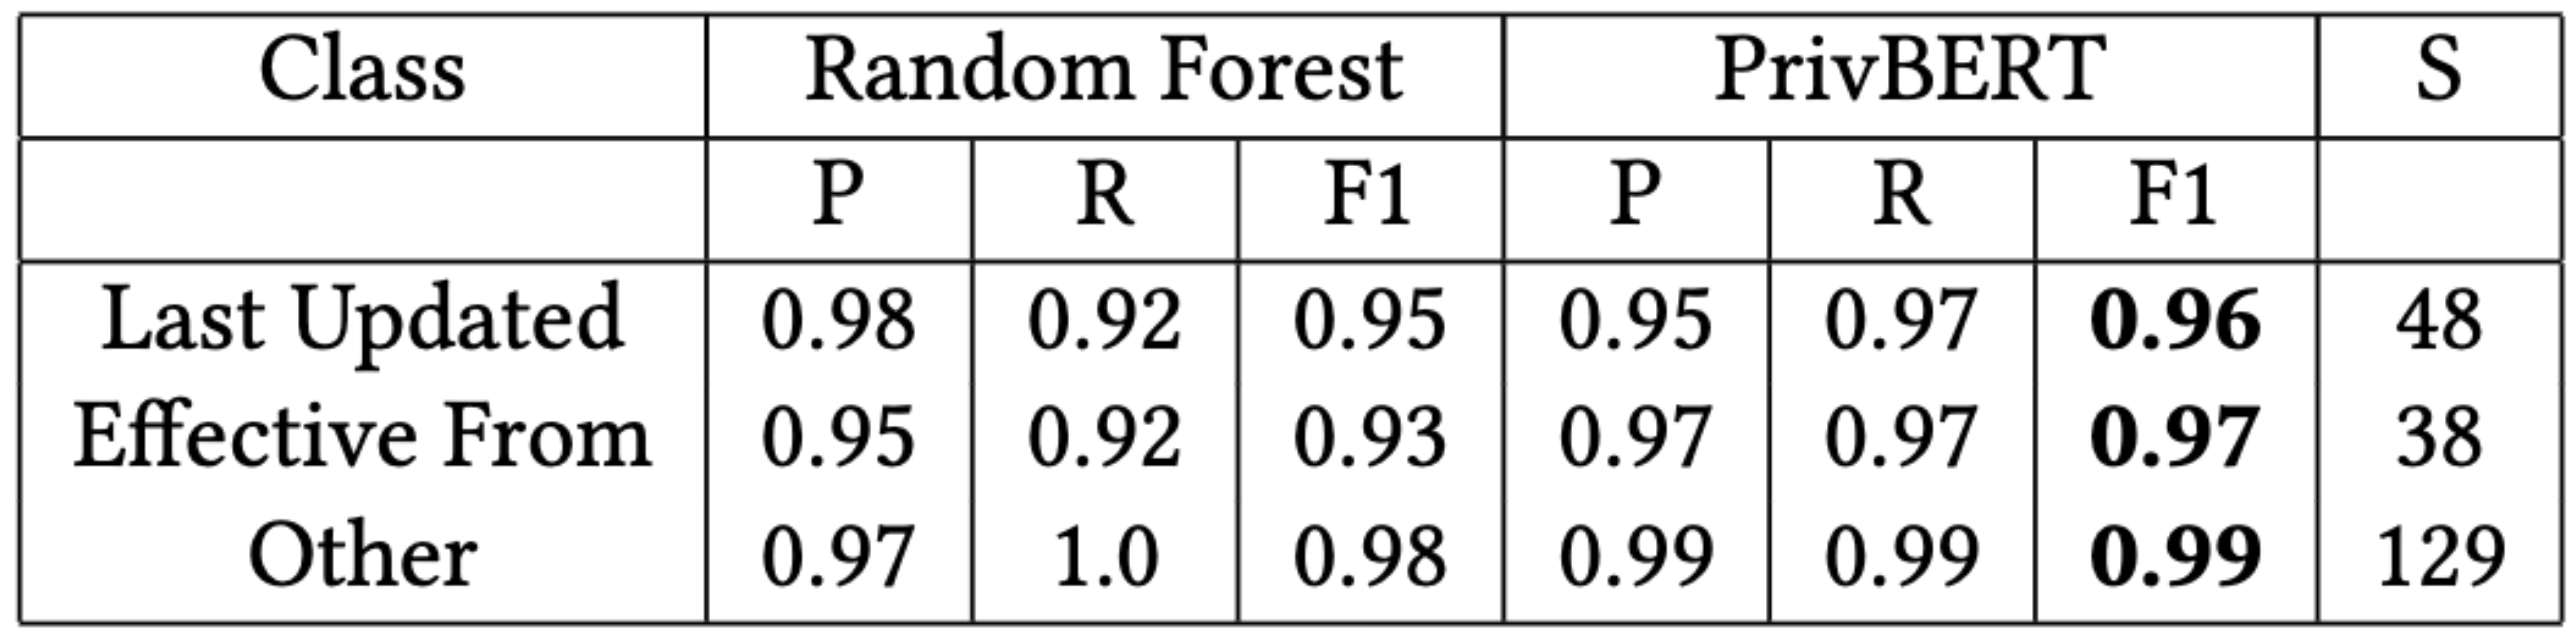 Class Random Forest PrivBERT S
P R F1 P R F1
Last Updated 0.98 0.92 0.95 0.95 0.97 0.96 48
Effective From 0.95 0.92 0.93 0.97 0.97 0.97 38
Other 0.97 1.0 0.98 0.99 0.99 0.99 129